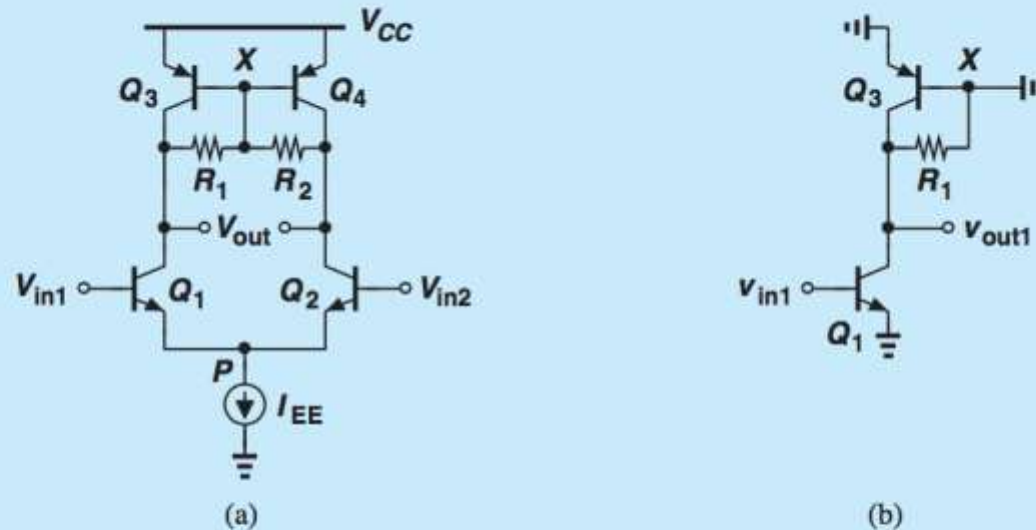 V_CC
X
Q_3 Q_4
R_1 R_2
V_out
V_in1 Q_1 Q_2 V_in2
P
I_EE
(a)
X
Q_3
R_1
v_out1
v_in1
Q_1
(b)